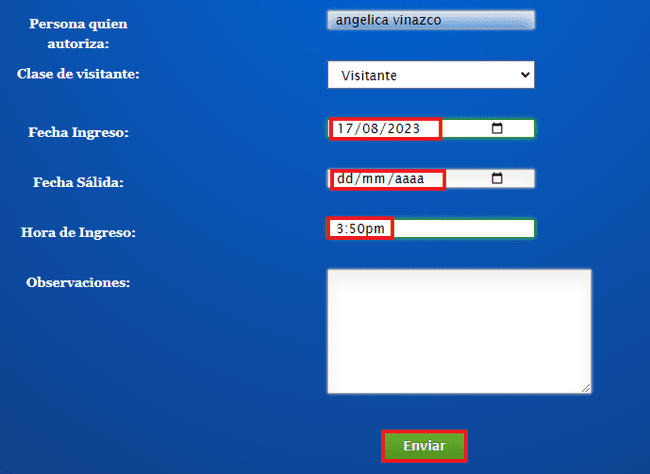 Persona quien
autoriza:
angelica vinazco
Clase de visitante:
Visitante
Fecha Ingreso:
17/08/2023
Fecha Sálida:
dd/mm/aaaa
Hora de Ingreso:
3:50pm
Observaciones:
Enviar